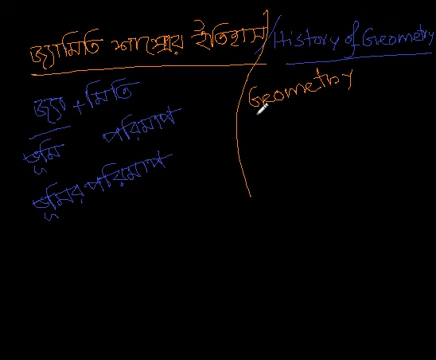 জ্যামিতি শাস্ত্রের ইতিহাস / History of Geometry
জ্যা + মিতি
ভূমি পরিমাপ
ভূমির পরিমাপ
Geometry